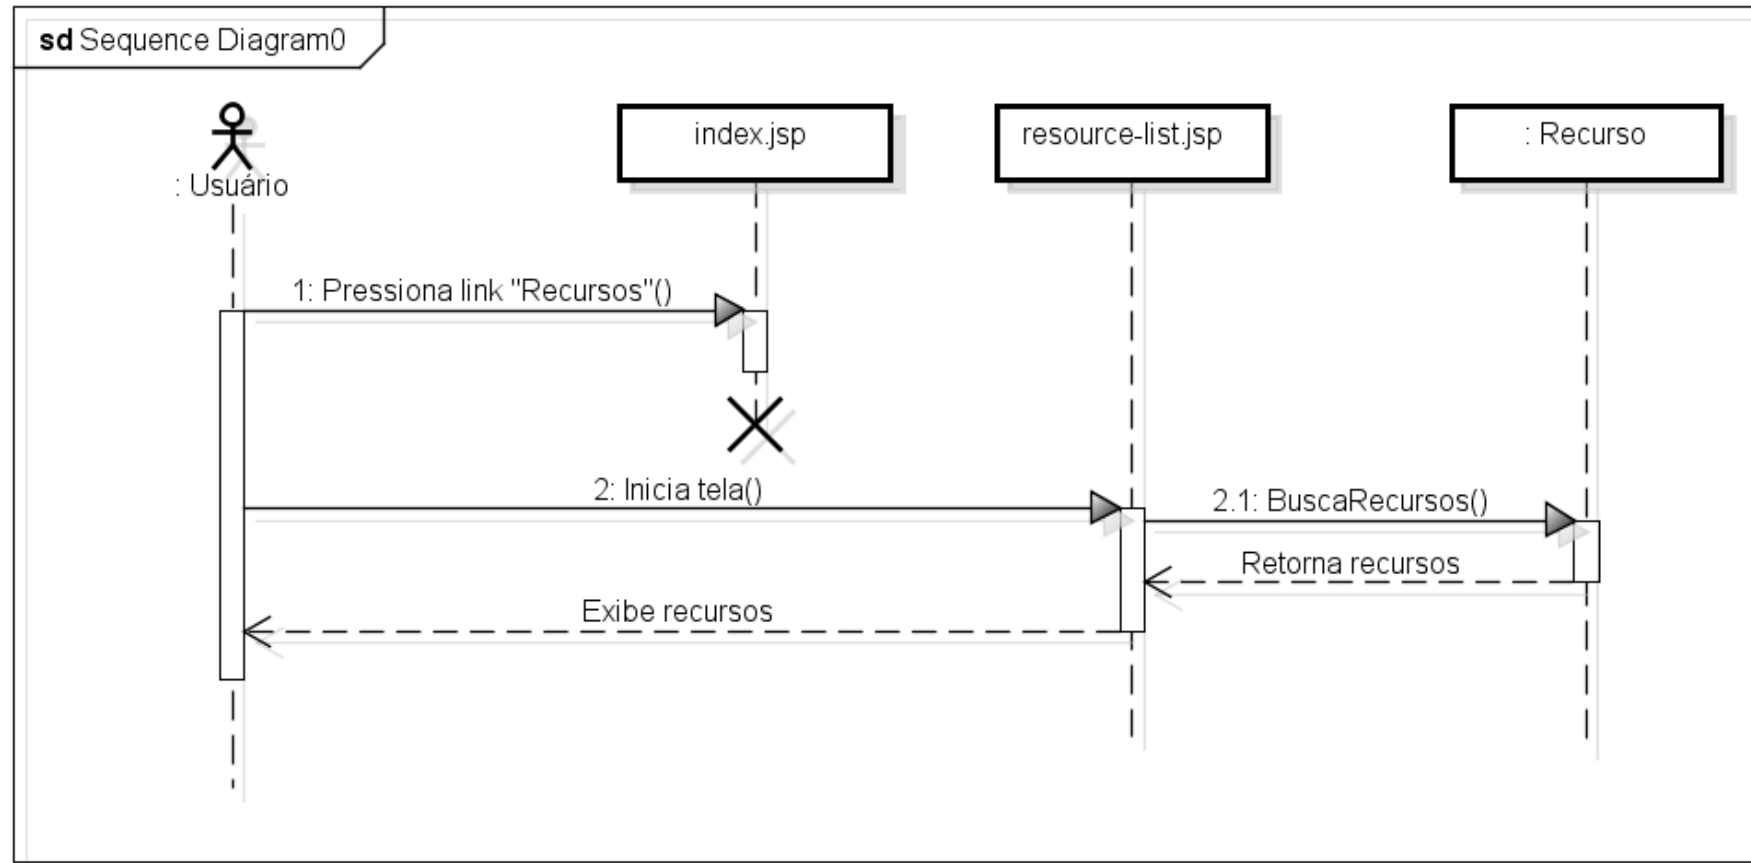 sd Sequence Diagram0
: Usuário
index.jsp
resource-list.jsp
: Recurso
1: Pressiona link "Recursos"()
2: Inicia tela()
2.1: BuscaRecursos()
Retorna recursos
Exibe recursos